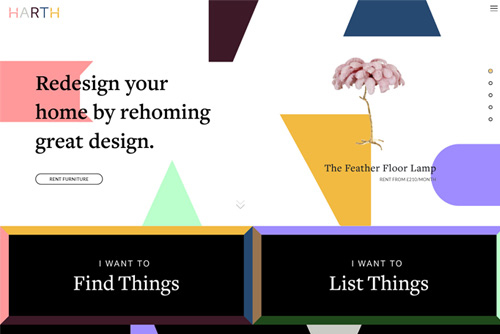 HARTH
Redesign your
home by rehoming
great design.
RENT FURNITURE
The Feather Floor Lamp
RENT FROM £210/MONTH
I WANT TO
Find Things
I WANT TO
List Things